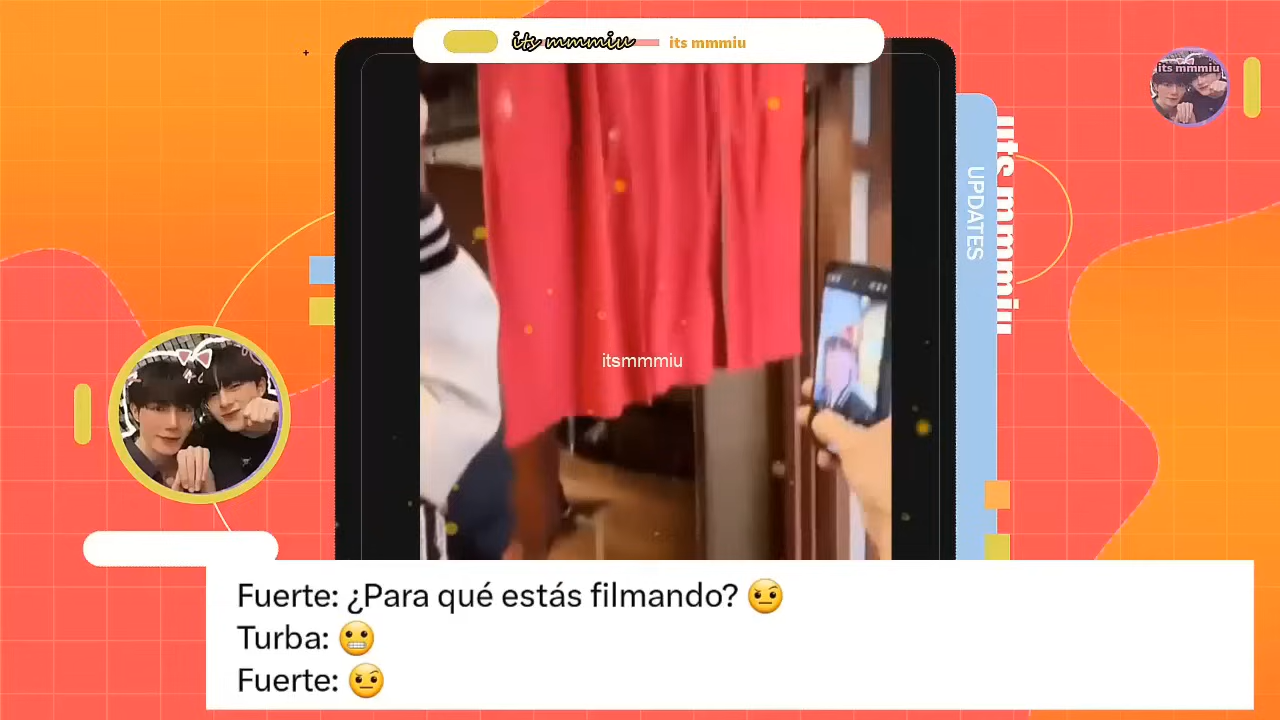 its mmmiu
its mmmiu
its mmmiu
its mmmiu
UPDATES
itsmmmiu
Fuerte: ¿Para qué estás filmando? 🤨
Turba: 😬
Fuerte: 🤨